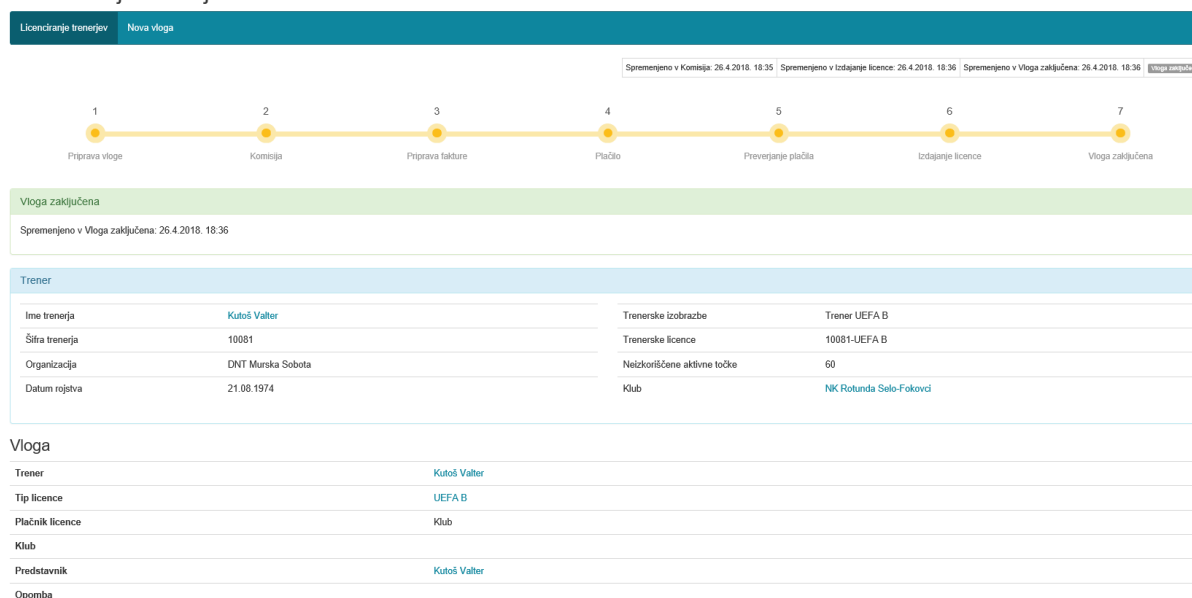 Licenciranje trenerjev Nova vloga
Spremenjeno v Komisija: 26.4.2018. 18:35 Spremenjeno v Izdajanje licence: 26.4.2018. 18:36 Spremenjeno v Vloga zaključena: 26.4.2018. 18:36
1 2 3 4 5 6 7
Priprava vloge Komisija Priprava fakture Plačilo Preverjanje plačila Izdajanje licence Vloga zaključena
Vloga zaključena
Spremenjeno v Vloga zaključena: 26.4.2018. 18:36
Trener
Ime trenerja Kutoš Valter Trenerske izobrazbe Trener UEFA B
Šifra trenerja 10081 Trenerske licence 10081-UEFA B
Organizacija DNT Murska Sobota Neizkoriščene aktivne točke 60
Datum rojstva 21.08.1974 Klub NK Rotunda Selo-Fokovci
Vloga
Trener Kutoš Valter
Tip licence UEFA B
Plačnik licence Klub
Klub
Predstavnik Kutoš Valter
Opomba